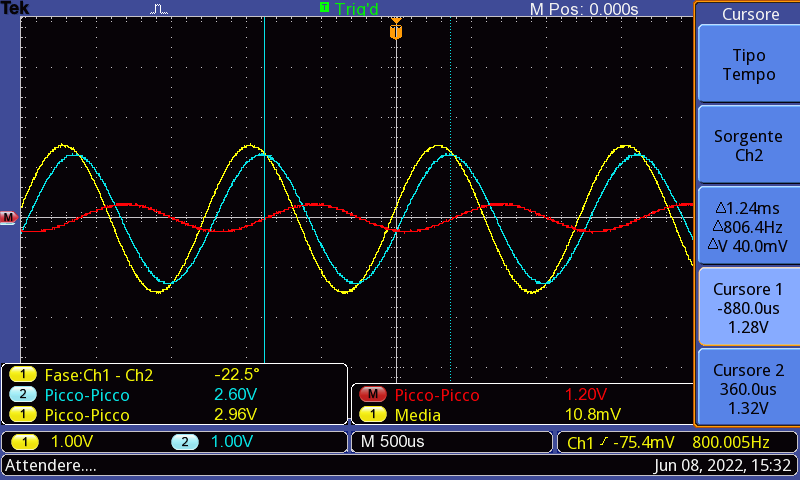 Tek
T Trig'd
M Pos: 0.000s
T
M
Cursore
Tipo
Tempo
Sorgente
Ch2
△1.24ms
△806.4Hz
△V 40.0mV
Cursore 1
-880.0us
1.28V
Cursore 2
360.0us
1.32V
1 Fase:Ch1 - Ch2 -22.5°
2 Picco-Picco 2.60V
1 Picco-Picco 2.96V
M Picco-Picco 1.20V
1 Media 10.8mV
1 1.00V 2 1.00V
M 500us
Ch1 -75.4mV 800.005Hz
Attendere....
Jun 08, 2022, 15:32